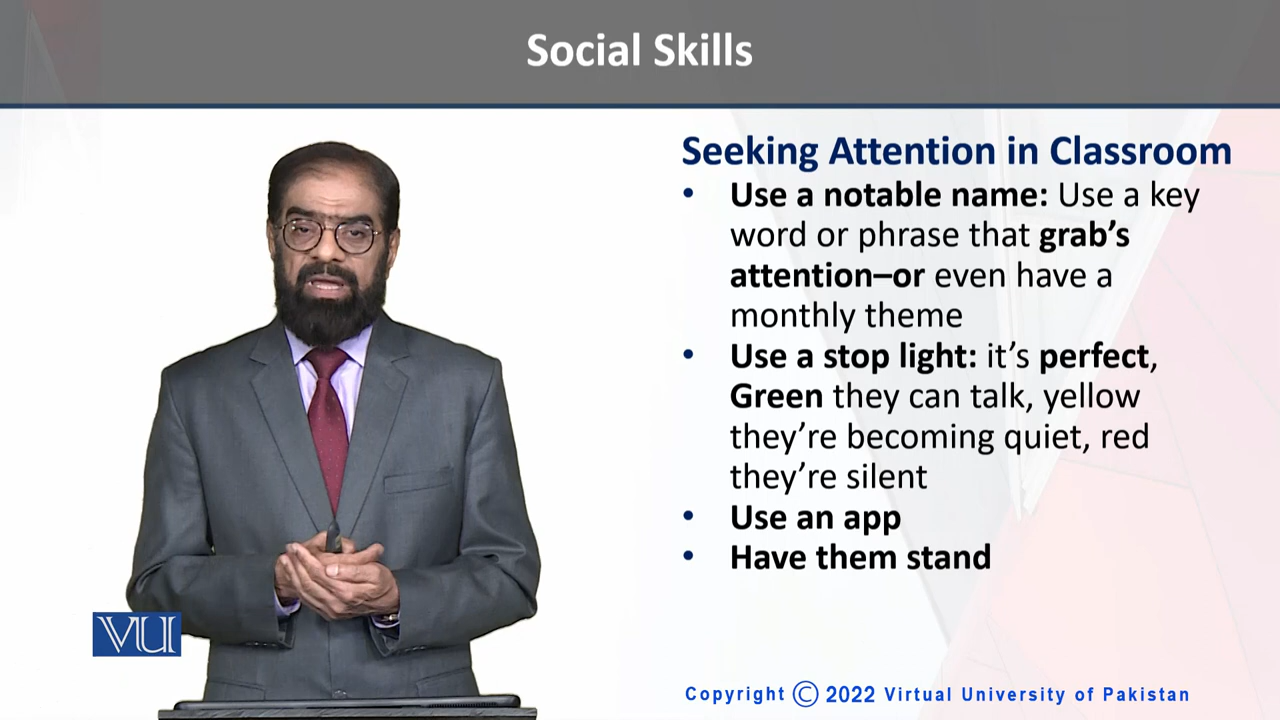 Social Skills
Seeking Attention in Classroom
• Use a notable name: Use a key
word or phrase that grab’s
attention–or even have a
monthly theme
• Use a stop light: it’s perfect,
Green they can talk, yellow
they’re becoming quiet, red
they’re silent
• Use an app
• Have them stand
VU
Copyright © 2022 Virtual University of Pakistan